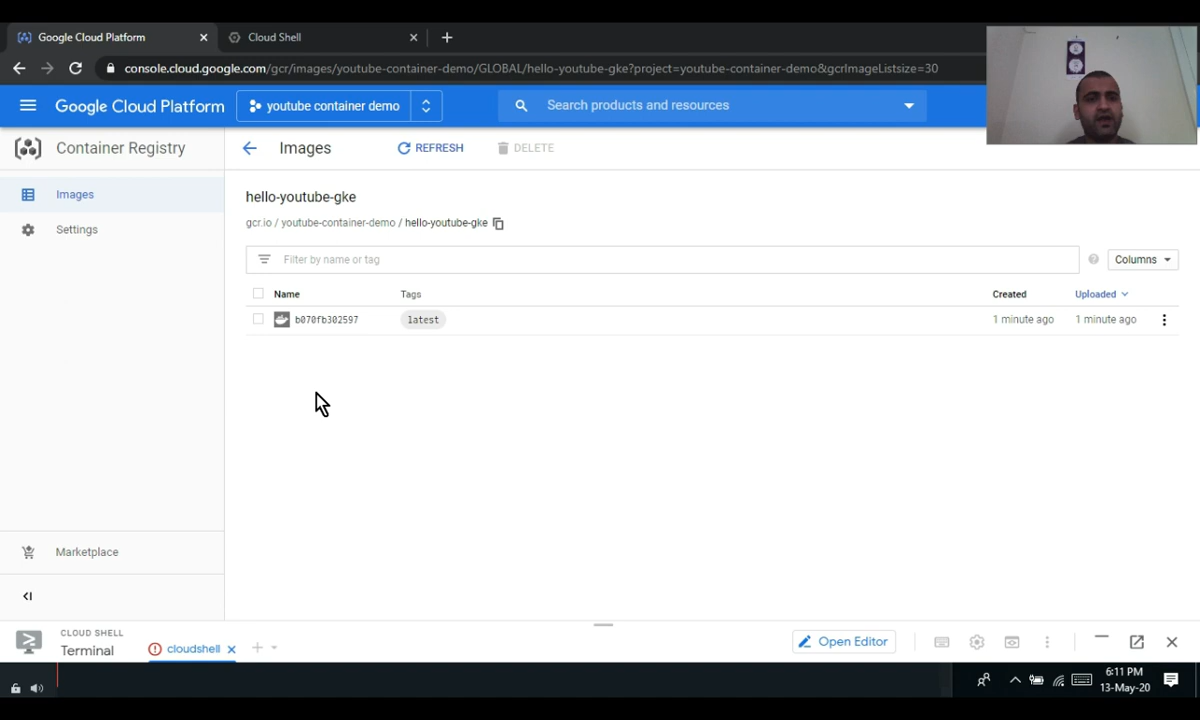 Google Cloud Platform
Cloud Shell
console.cloud.google.com/gcr/images/youtube-container-demo/GLOBAL/hello-youtube-gke?project=youtube-container-demo&gcrImageListsize=30
Google Cloud Platform
youtube container demo
Search products and resources
Container Registry
Images
REFRESH
DELETE
Images
Settings
hello-youtube-gke
gcr.io / youtube-container-demo / hello-youtube-gke
Filter by name or tag
Columns
Name Tags Created Uploaded
b070fb302597 latest 1 minute ago 1 minute ago
Marketplace
CLOUD SHELL
Terminal
cloudshell
Open Editor
6:11 PM
13-May-20